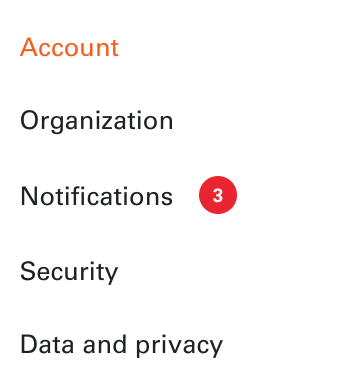 Account
Organization
Notifications 3
Security
Data and privacy